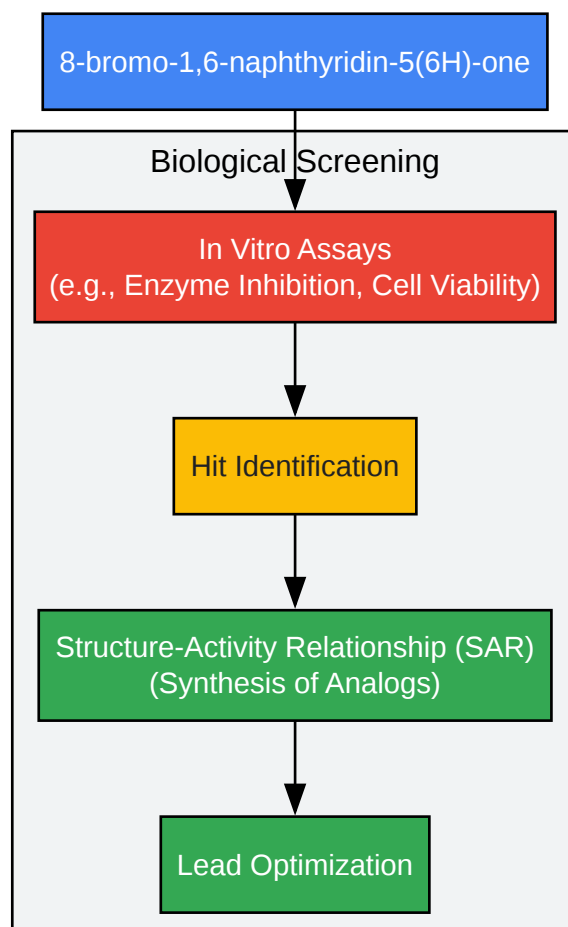 8-bromo-1,6-naphthyridin-5(6H)-one
Biological Screening
In Vitro Assays
(e.g., Enzyme Inhibition, Cell Viability)
Hit Identification
Structure-Activity Relationship (SAR)
(Synthesis of Analogs)
Lead Optimization